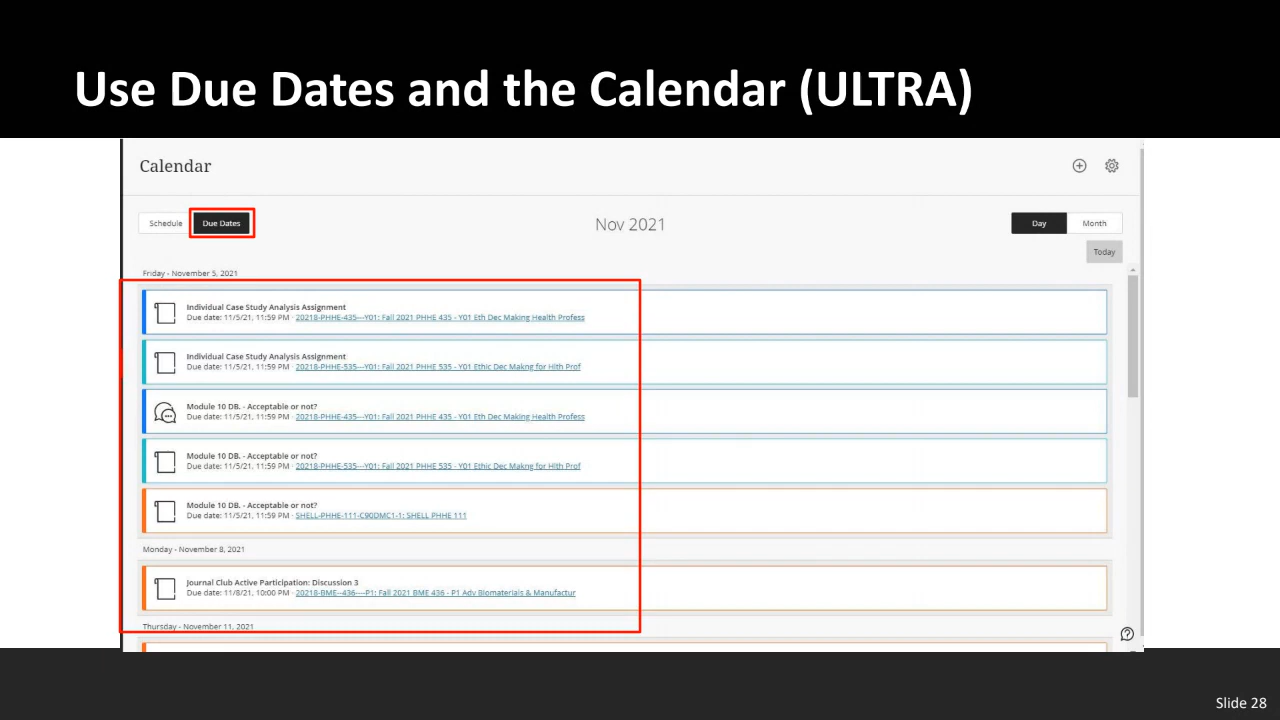 Use Due Dates and the Calendar (ULTRA)
Calendar
Schedule
Due Dates
Nov 2021
Day
Month
Today
Friday - November 5, 2021
Individual Case Study Analysis Assignment
Due date: 11/5/21, 11:59 PM · 20218-PHHE-435---Y01: Fall 2021 PHHE 435 - Y01 Eth Dec Making Health Profess
Individual Case Study Analysis Assignment
Due date: 11/5/21, 11:59 PM · 20218-PHHE-535---Y01: Fall 2021 PHHE 535 - Y01 Ethic Dec Makng for Hlth Prof
Module 10 DB. - Acceptable or not?
Due date: 11/5/21, 11:59 PM · 20218-PHHE-435---Y01: Fall 2021 PHHE 435 - Y01 Eth Dec Making Health Profess
Module 10 DB. - Acceptable or not?
Due date: 11/5/21, 11:59 PM · 20218-PHHE-535---Y01: Fall 2021 PHHE 535 - Y01 Ethic Dec Makng for Hlth Prof
Module 10 DB. - Acceptable or not?
Due date: 11/5/21, 11:59 PM · SHELL-PHHE-111-C90DMC1-1: SHELL PHHE 111
Monday - November 8, 2021
Journal Club Active Participation: Discussion 3
Due date: 11/8/21, 10:00 PM · 20218-BME--436----P1: Fall 2021 BME 436 - P1 Adv Biomaterials & Manufactur
Thursday - November 11, 2021
Slide 28